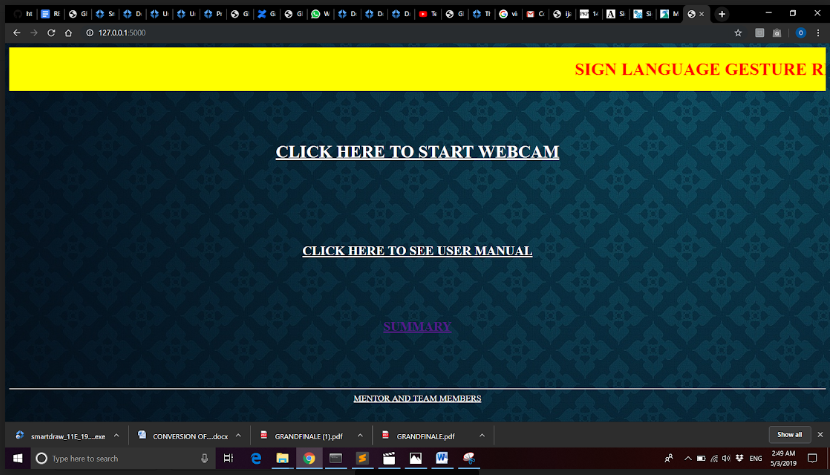 127.0.0.1:5000
SIGN LANGUAGE GESTURE R
CLICK HERE TO START WEBCAM
CLICK HERE TO SEE USER MANUAL
SUMMARY
MENTOR AND TEAM MEMBERS
smartdraw_11E_19....exe
CONVERSION OF....docx
GRANDFINALE (1).pdf
GRANDFINALE.pdf
Show all
Type here to search
ENG
2:49 AM
5/3/2019